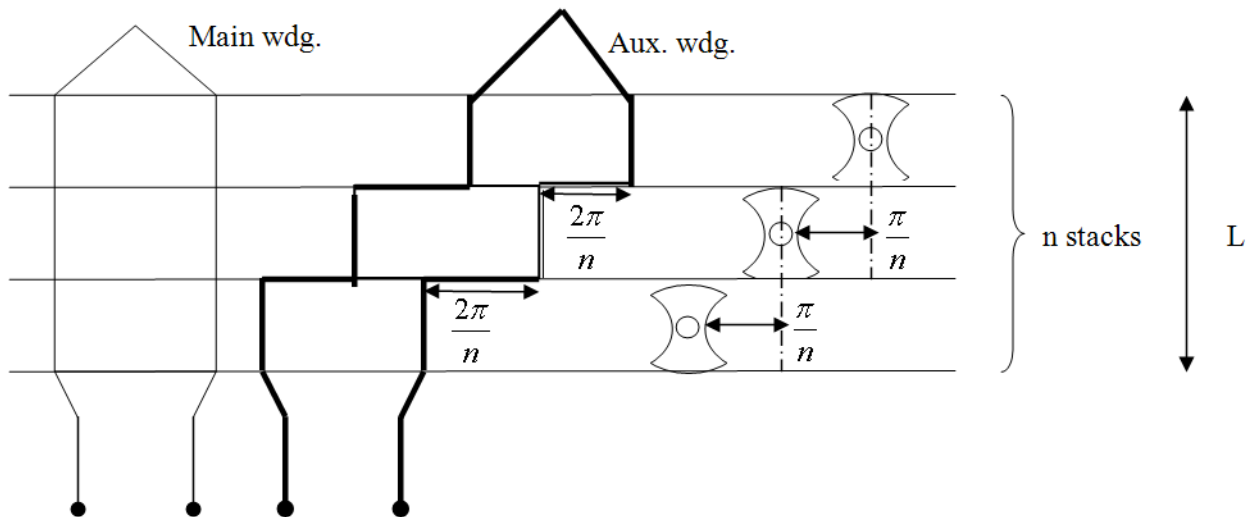 Main wdg.
Aux. wdg.
2π/n
π/n
n stacks
L
2π/n
π/n